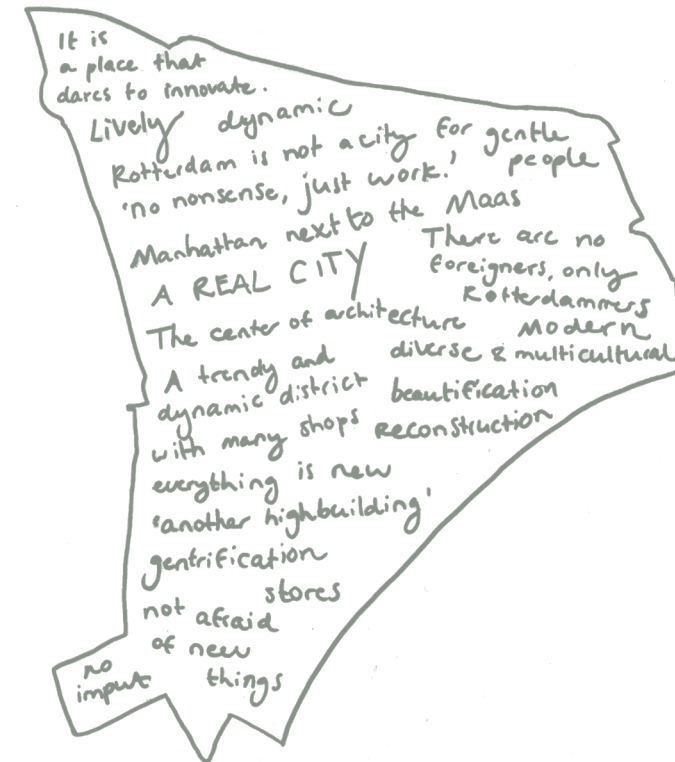 It is
a place that
dares to innovate.
Lively dynamic
Rotterdam is not a city for gentle
people
'no nonsense, just work.'
Manhattan next to the Maas
A REAL CITY
There are no
foreigners, only
Rotterdammers
The center of architecture
Modern
diverse & multicultural
A trendy and
dynamic district
with many shops
beautification
Reconstruction
everything is new
'another highbuilding'
gentrification
stores
not afraid
of new
things
no
imput